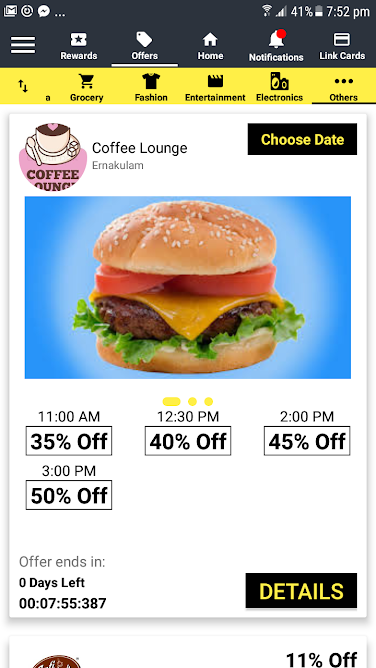 41% 7:52 pm
Rewards
Offers
Home
Notifications
Link Cards
a
Grocery
Fashion
Entertainment
Electronics
Others
COFFEE
LOUNGE
Coffee Lounge
Ernakulam
Choose Date
11:00 AM
12:30 PM
2:00 PM
35% Off
40% Off
45% Off
3:00 PM
50% Off
Offer ends in:
0 Days Left
00:07:55:387
DETAILS
11% Off